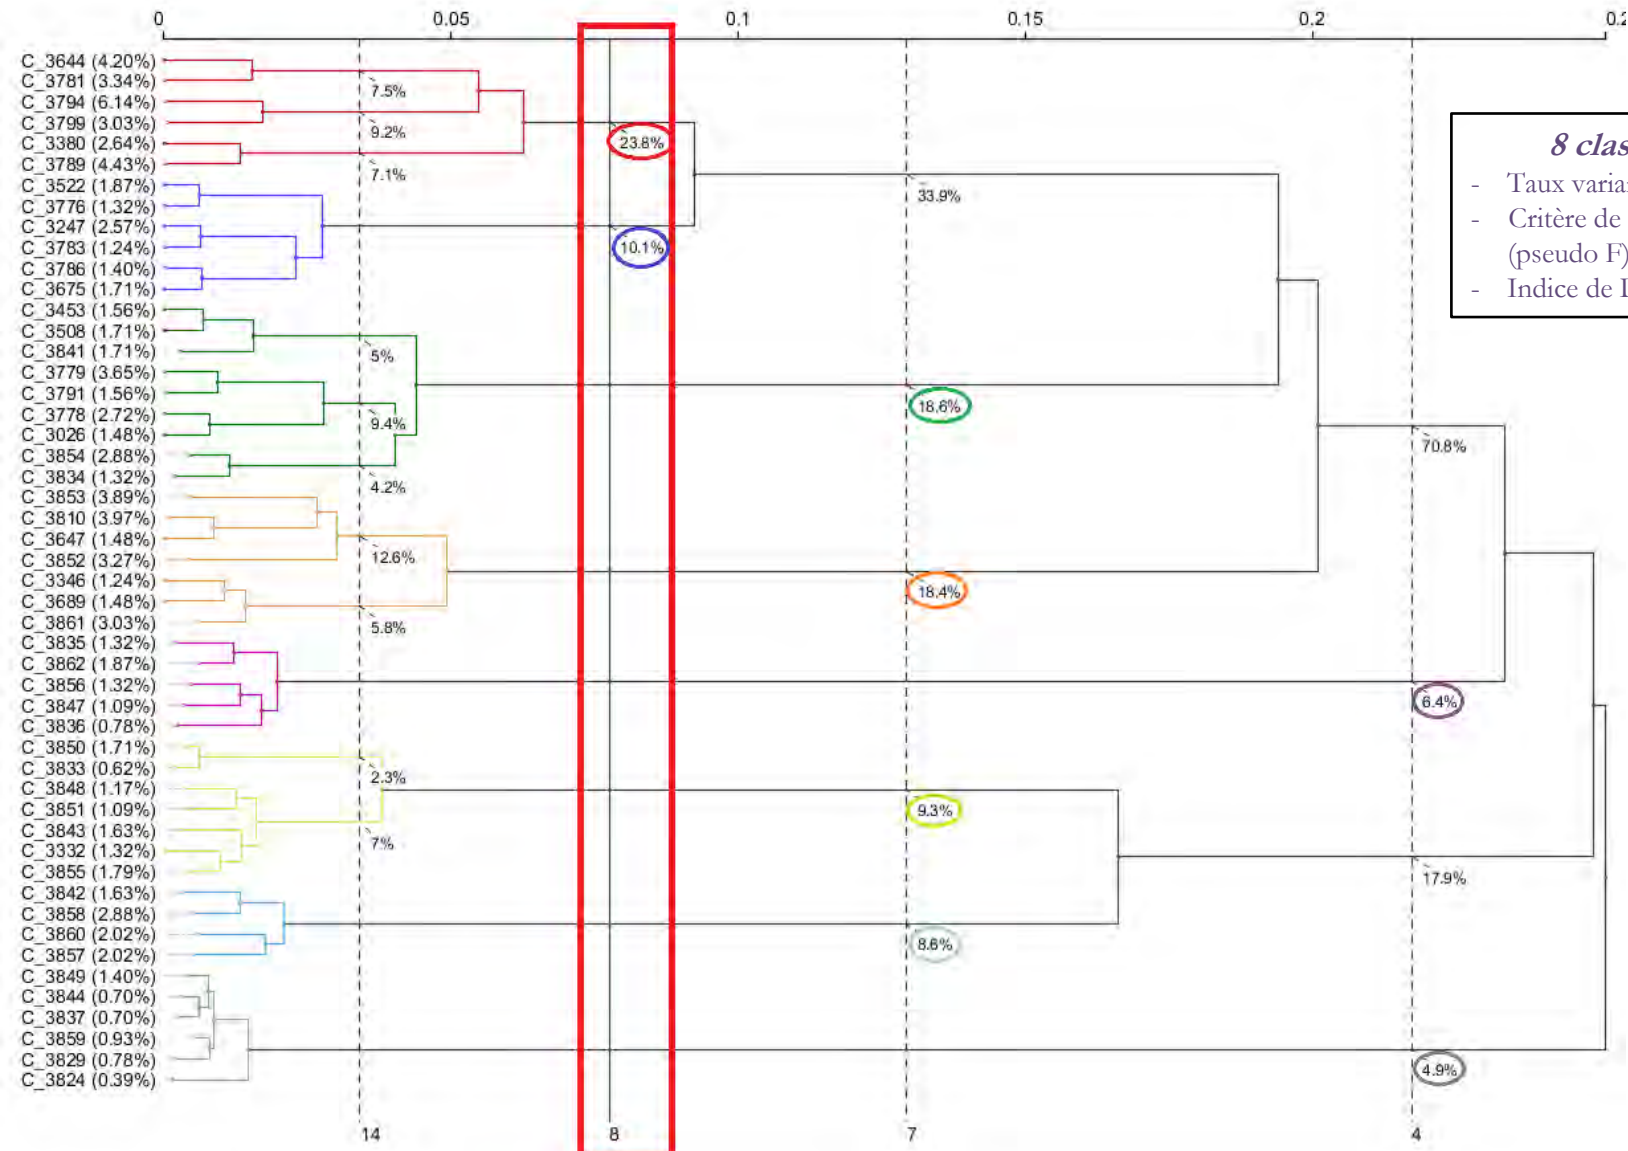 0 0.05 0.1 0.15 0.2 0.2
C_3644 (4.20%)
C_3781 (3.34%)
7.5%
C_3794 (6.14%)
C_3799 (3.03%)
9.2%
C_3380 (2.64%)
23.8%
C_3789 (4.43%)
7.1%
C_3522 (1.87%)
33.9%
C_3776 (1.32%)
C_3247 (2.57%)
C_3783 (1.24%)
10.1%
C_3786 (1.40%)
C_3675 (1.71%)
C_3453 (1.56%)
C_3508 (1.71%)
C_3841 (1.71%)
5%
C_3779 (3.65%)
C_3791 (1.56%)
18.6%
C_3778 (2.72%)
9.4%
C_3026 (1.48%)
70.8%
C_3854 (2.88%)
C_3834 (1.32%)
4.2%
C_3853 (3.89%)
C_3810 (3.97%)
C_3647 (1.48%)
C_3852 (3.27%)
12.6%
C_3346 (1.24%)
18.4%
C_3689 (1.48%)
C_3861 (3.03%)
5.8%
C_3835 (1.32%)
C_3862 (1.87%)
C_3856 (1.32%)
C_3847 (1.09%)
6.4%
C_3836 (0.78%)
C_3850 (1.71%)
C_3833 (0.62%)
2.3%
C_3848 (1.17%)
C_3851 (1.09%)
9.3%
C_3843 (1.63%)
7%
C_3332 (1.32%)
C_3855 (1.79%)
17.9%
C_3842 (1.63%)
C_3858 (2.88%)
C_3860 (2.02%)
8.6%
C_3857 (2.02%)
C_3849 (1.40%)
C_3844 (0.70%)
C_3837 (0.70%)
C_3859 (0.93%)
C_3829 (0.78%)
4.9%
C_3824 (0.39%)
14 8 7 4
8 clas
- Taux varia
- Critère de
(pseudo F)
- Indice de